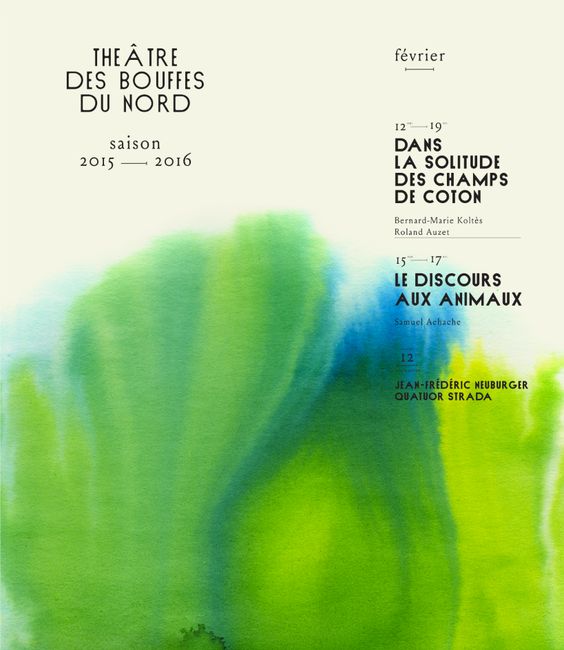 THÉÂTRE
DES BOUFFES
DU NORD
saison
2015 — 2016
février
12 — 19
DANS
LA SOLITUDE
DES CHAMPS
DE COTON
Bernard-Marie Koltès
Roland Auzet
15 — 17
LE DISCOURS
AUX ANIMAUX
Samuel Achache
12
JEAN-FRÉDÉRIC NEUBURGER
QUATUOR STRADA